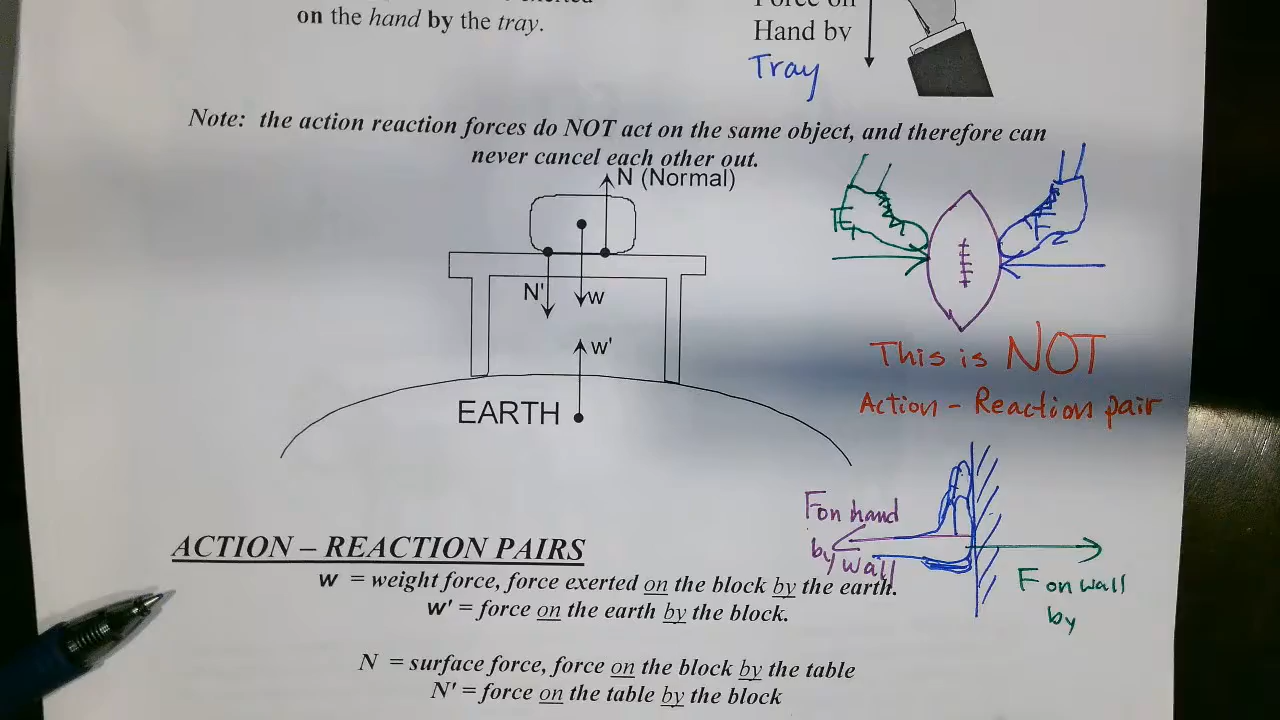 on the hand by the tray.
Force on
Hand by
Tray
Note: the action reaction forces do NOT act on the same object, and therefore can
never cancel each other out.
N (Normal)
N'
w
w'
EARTH
This is NOT
Action - Reaction pair
F on hand
by wall
F on wall
by
ACTION – REACTION PAIRS
w = weight force, force exerted on the block by the earth.
w' = force on the earth by the block.
N = surface force, force on the block by the table
N' = force on the table by the block